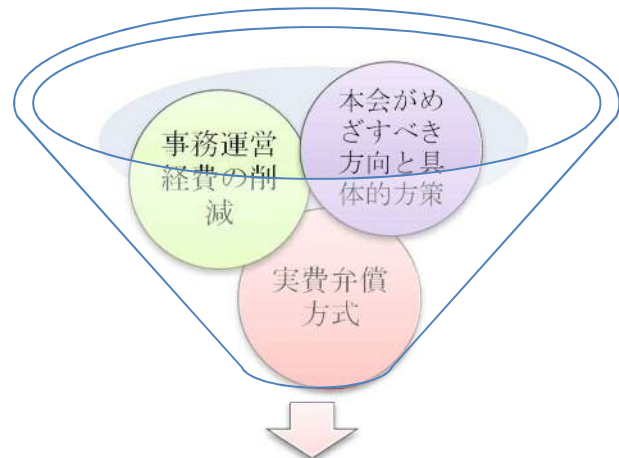 事務運営
経費の削
減
本会がめ
ざすべき
方向と具
体的方策
実費弁償
方式